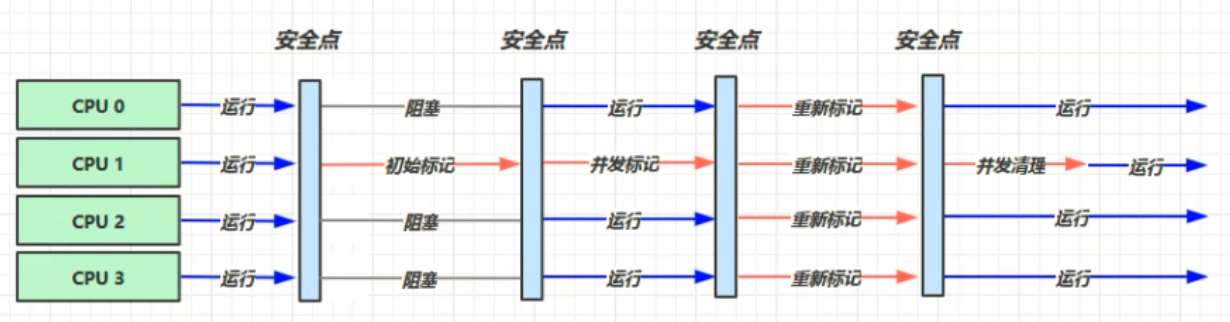 安全点 安全点 安全点 安全点
CPU 0 运行 阻塞 运行 重新标记 运行
CPU 1 运行 初始标记 并发标记 重新标记 并发清理 运行
CPU 2 运行 阻塞 运行 重新标记 运行
CPU 3 运行 阻塞 运行 重新标记 运行